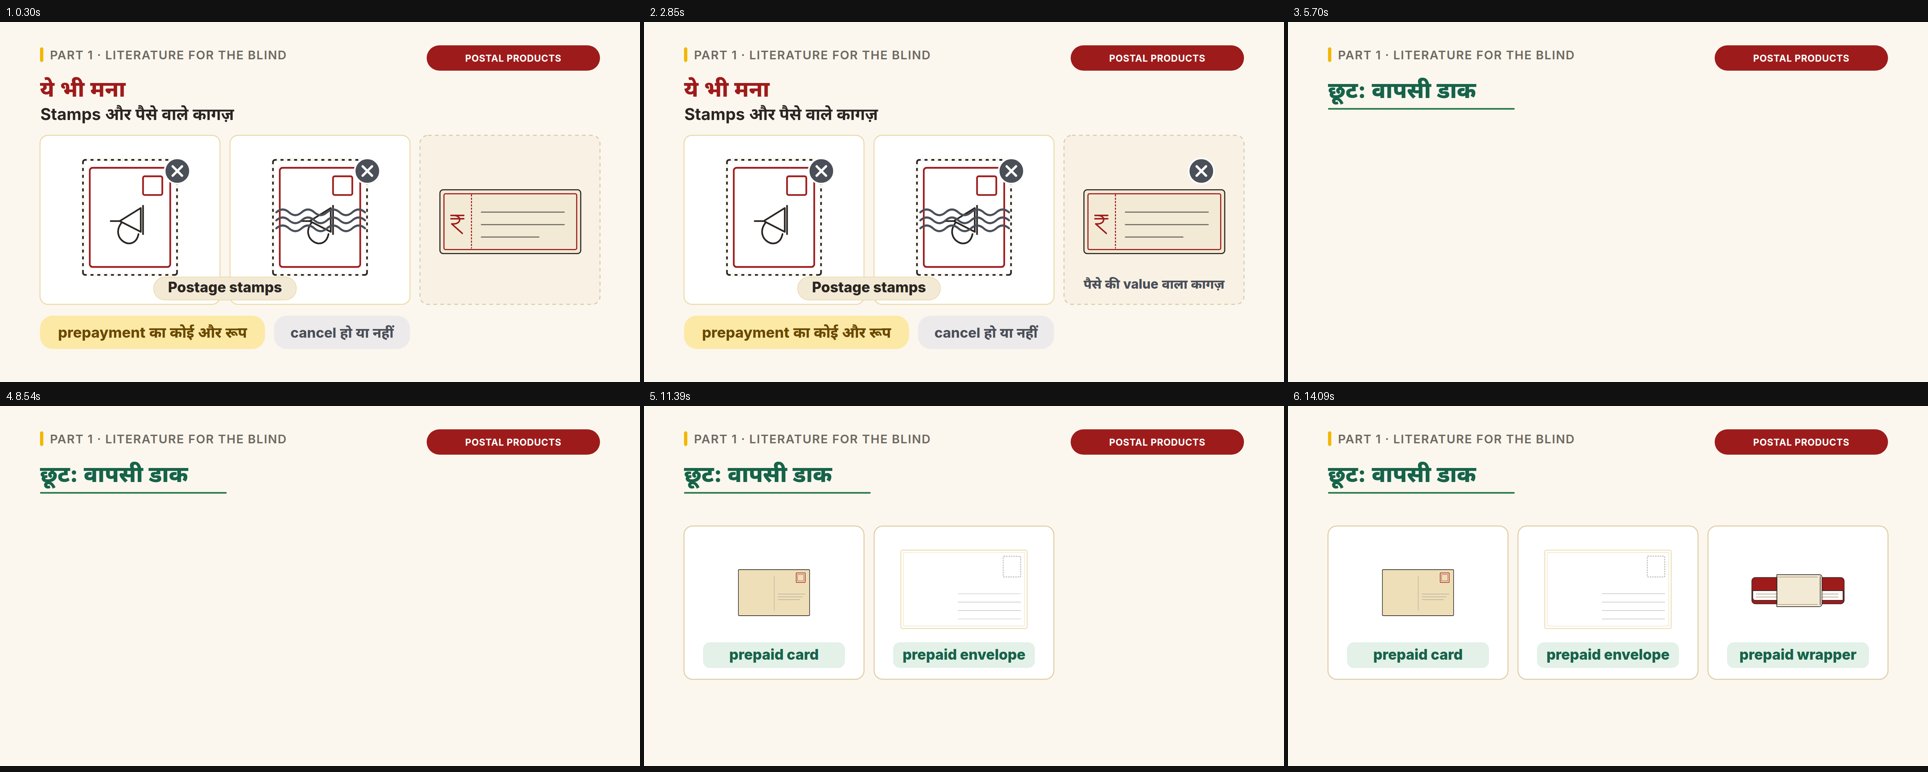 1. 0.30s
PART 1 · LITERATURE FOR THE BLIND
POSTAL PRODUCTS
ये भी मना
Stamps और पैसे वाले कागज़
₹
Postage stamps
prepayment का कोई और रूप
cancel हो या नहीं
2. 2.85s
PART 1 · LITERATURE FOR THE BLIND
POSTAL PRODUCTS
ये भी मना
Stamps और पैसे वाले कागज़
₹
Postage stamps
पैसे की value वाला कागज़
prepayment का कोई और रूप
cancel हो या नहीं
3. 5.70s
PART 1 · LITERATURE FOR THE BLIND
POSTAL PRODUCTS
छूट: वापसी डाक
4. 8.54s
PART 1 · LITERATURE FOR THE BLIND
POSTAL PRODUCTS
छूट: वापसी डाक
5. 11.39s
PART 1 · LITERATURE FOR THE BLIND
POSTAL PRODUCTS
छूट: वापसी डाक
prepaid card
prepaid envelope
6. 14.09s
PART 1 · LITERATURE FOR THE BLIND
POSTAL PRODUCTS
छूट: वापसी डाक
prepaid card
prepaid envelope
prepaid wrapper